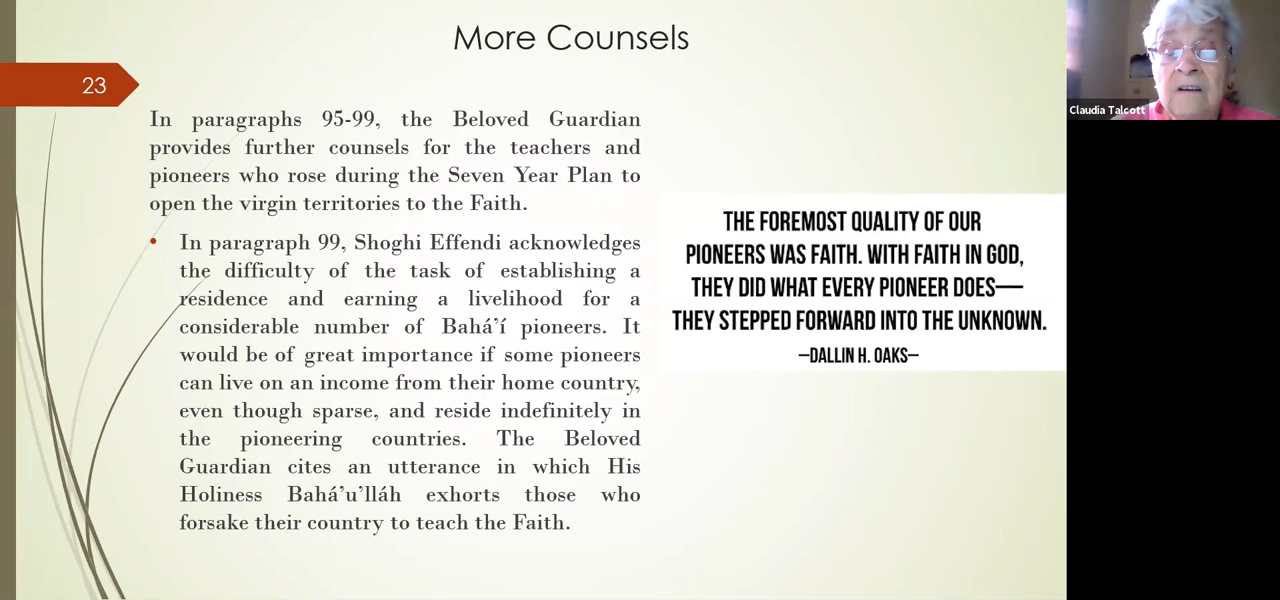 More Counsels
23
In paragraphs 95-99, the Beloved Guardian
provides further counsels for the teachers and
pioneers who rose during the Seven Year Plan to
open the virgin territories to the Faith.
• In paragraph 99, Shoghi Effendi acknowledges
the difficulty of the task of establishing a
residence and earning a livelihood for a
considerable number of Bahá’í pioneers. It
would be of great importance if some pioneers
can live on an income from their home country,
even though sparse, and reside indefinitely in
the pioneering countries. The Beloved
Guardian cites an utterance in which His
Holiness Bahá’u’lláh exhorts those who
forsake their country to teach the Faith.
THE FOREMOST QUALITY OF OUR
PIONEERS WAS FAITH. WITH FAITH IN GOD,
THEY DID WHAT EVERY PIONEER DOES—
THEY STEPPED FORWARD INTO THE UNKNOWN.
—DALLIN H. OAKS—
Claudia Talcott